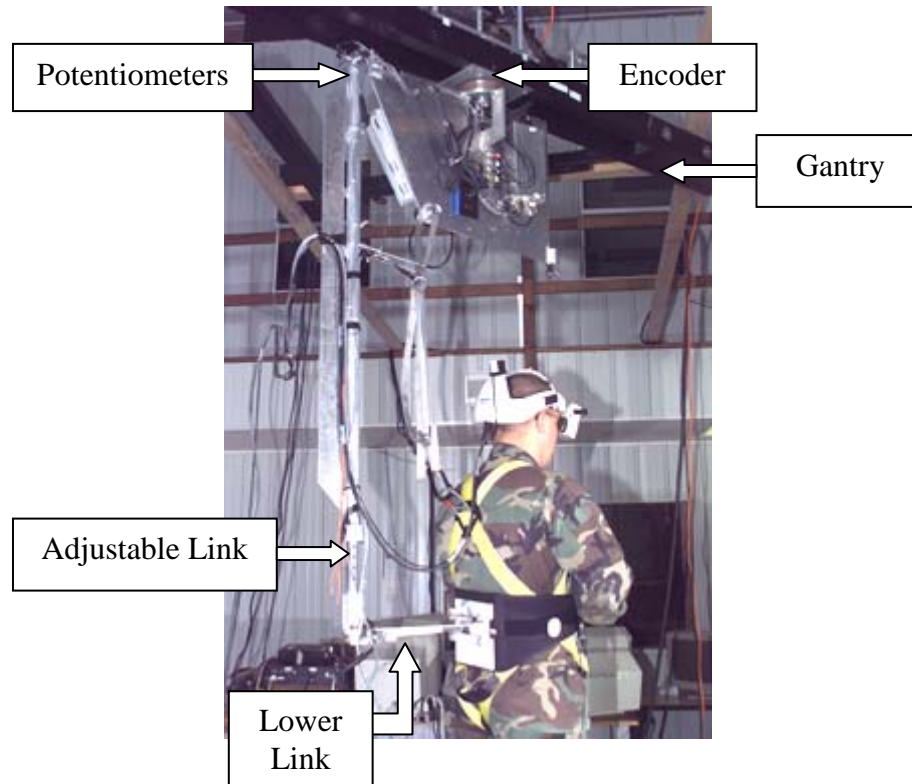 Potentiometers
Encoder
Gantry
Adjustable Link
Lower
Link